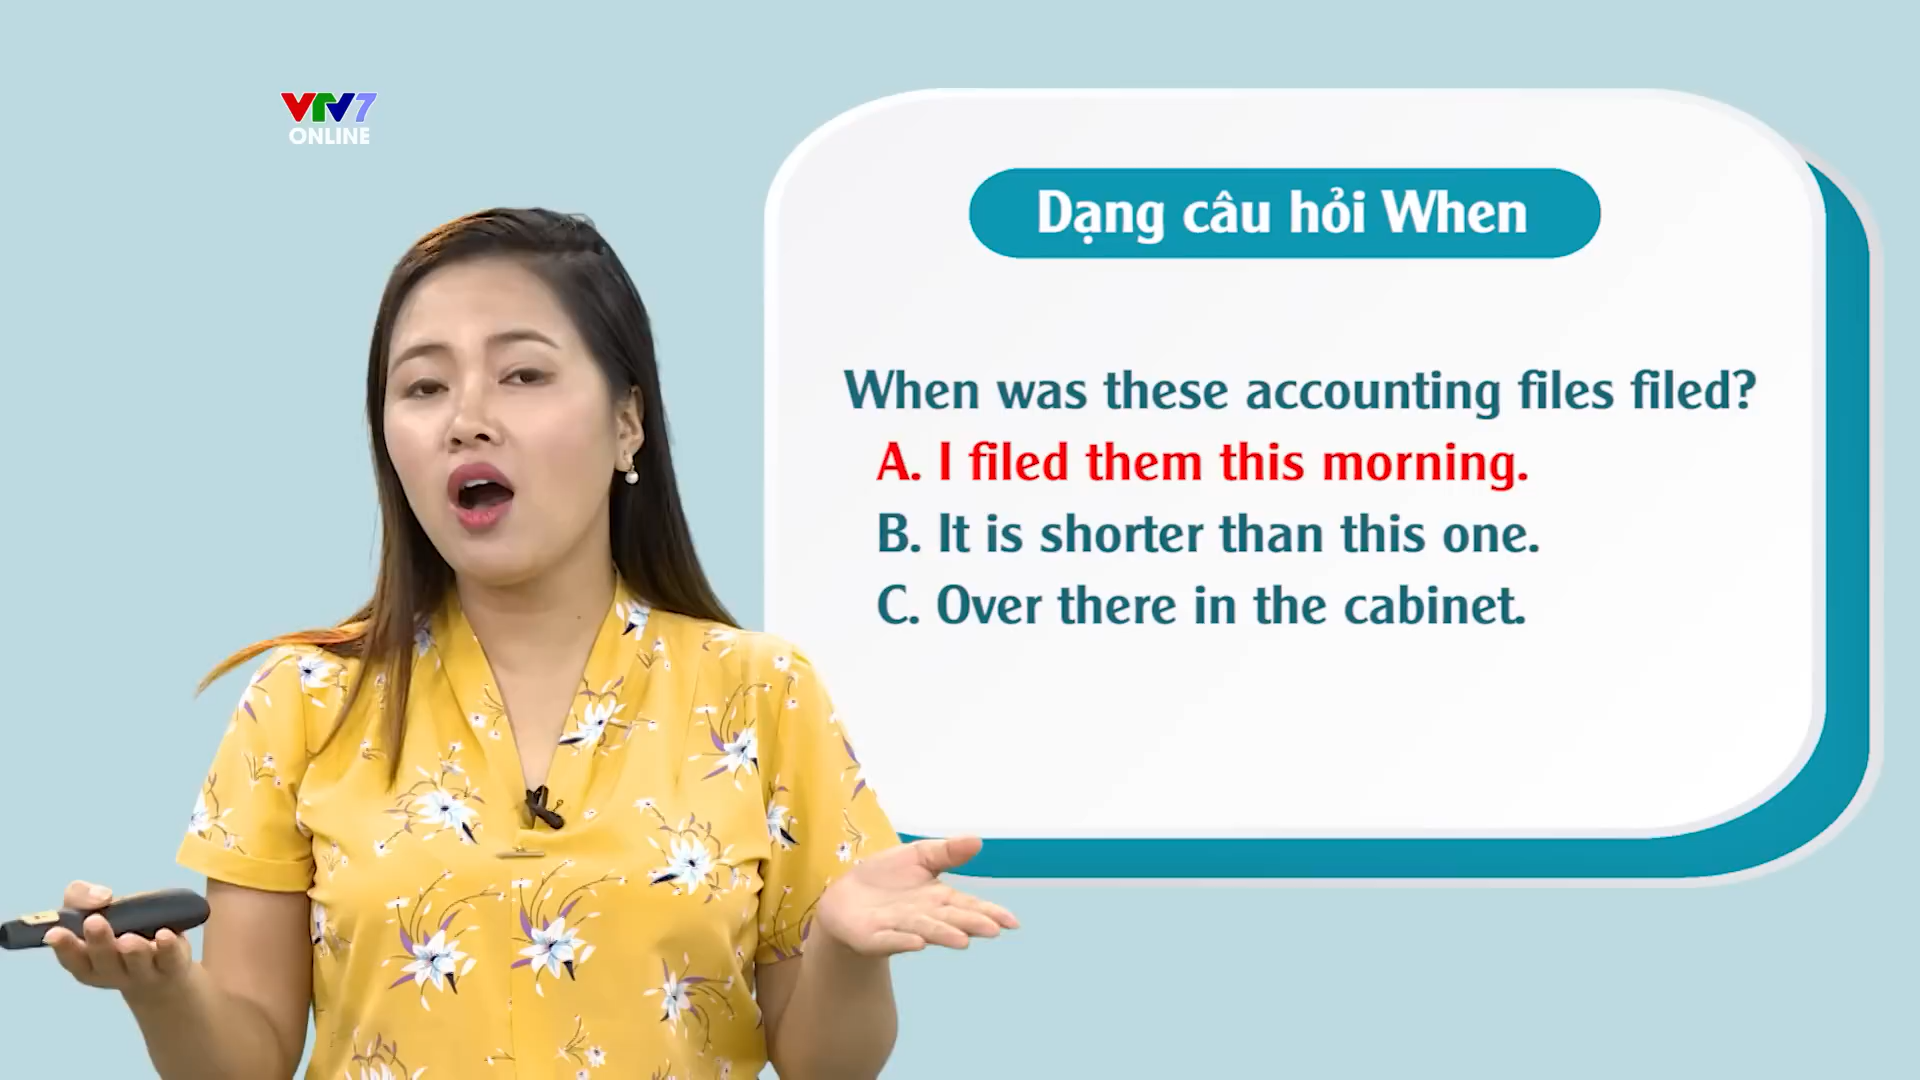 VTV7
ONLINE
Dạng câu hỏi When
When was these accounting files filed?
A. I filed them this morning.
B. It is shorter than this one.
C. Over there in the cabinet.